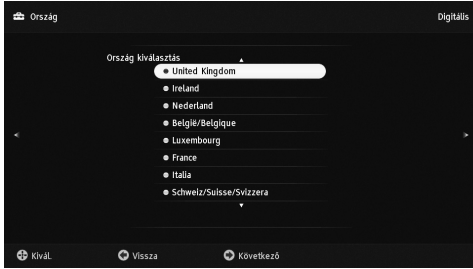 Ország
Digitális
Ország kiválasztás
United Kingdom
Ireland
Nederland
België/Belgique
Luxembourg
France
Italia
Schweiz/Suisse/Svizzera
Kivál.
Vissza
Következő